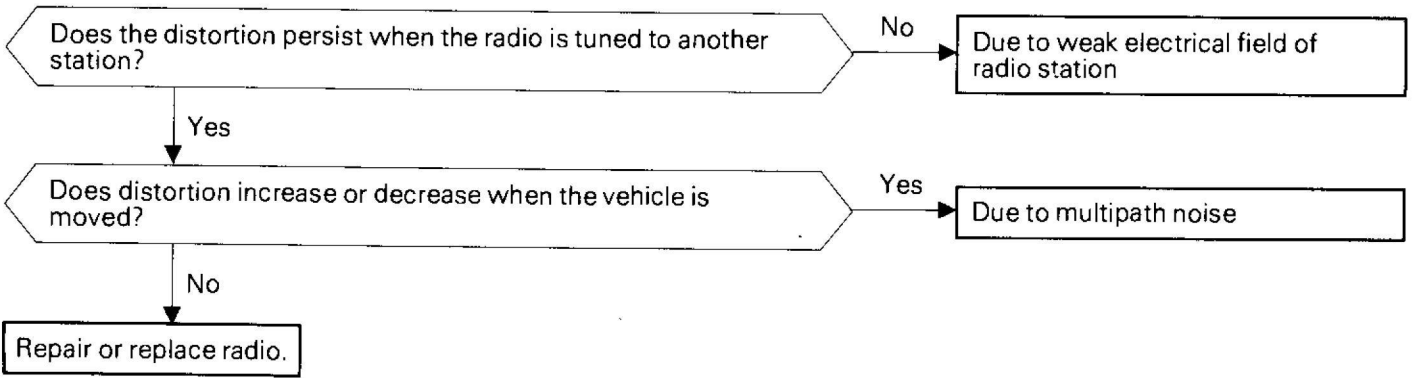 Does the distortion persist when the radio is tuned to another
station?
No
Due to weak electrical field of
radio station
Yes
Does distortion increase or decrease when the vehicle is
moved?
Yes
Due to multipath noise
No
Repair or replace radio.